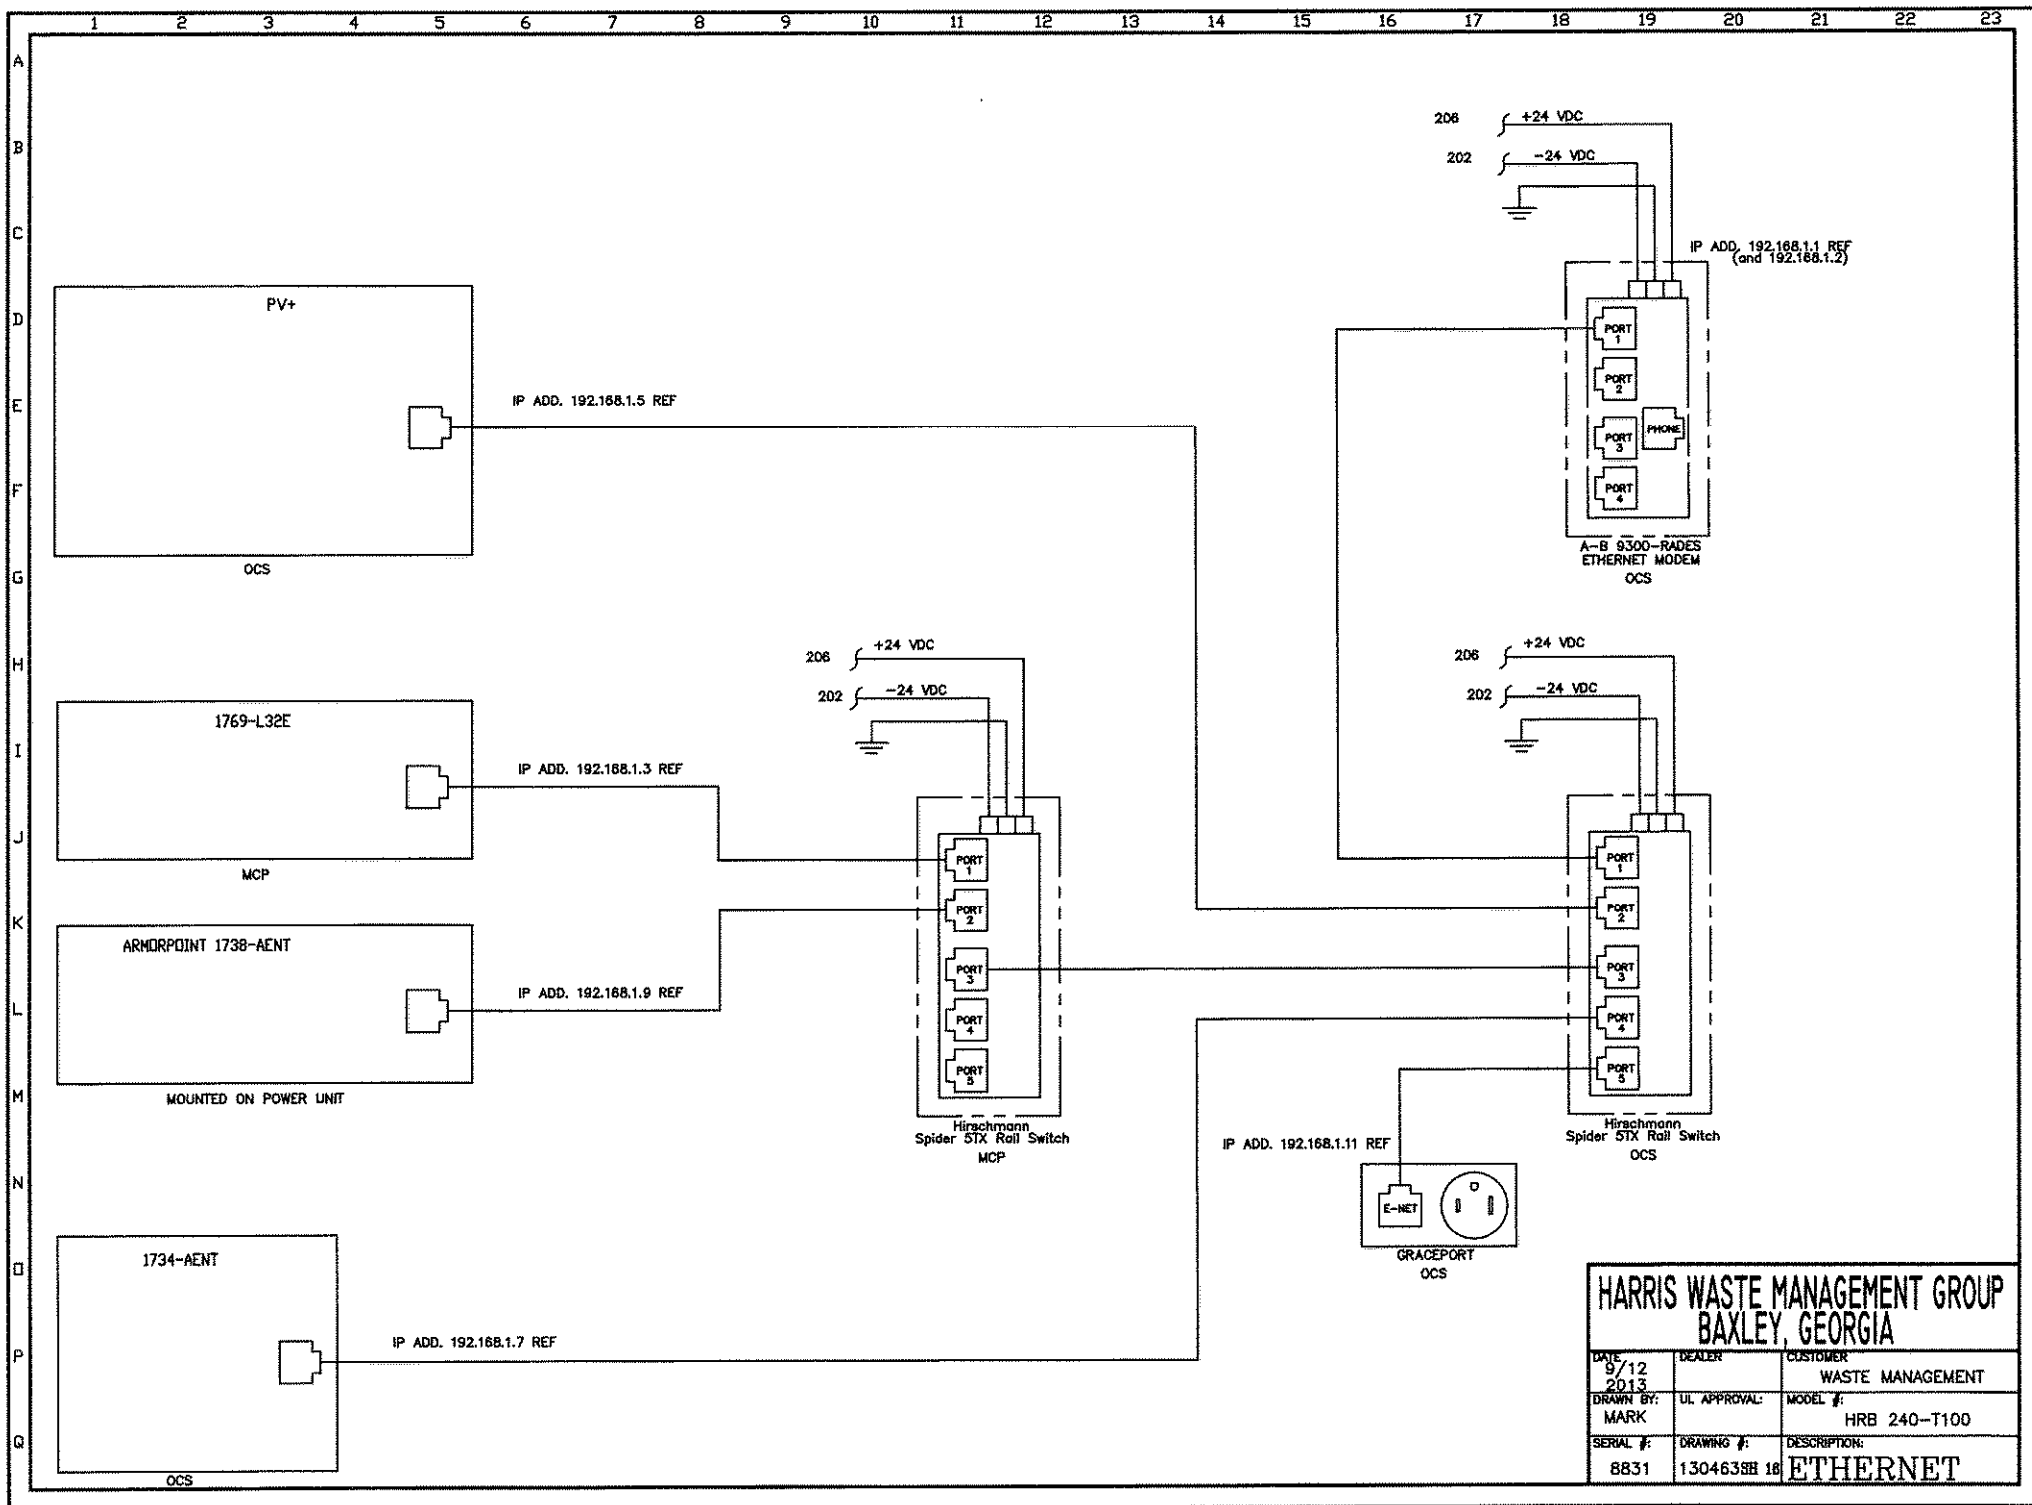 1 2 3 4 5 6 7 8 9 10 11 12 13 14 15 16 17 18 19 20 21 22 23
A
B
C
D
E
F
G
H
I
J
K
L
M
N
O
P
Q
206 +24 VDC
202 -24 VDC
IP ADD. 192.168.1.1 REF
(and 192.168.1.2)
PORT 1
PORT 2
PORT 3
PHONE
PORT 4
A-B 9300-RADES
ETHERNET MODEM
OCS
PV+
IP ADD. 192.168.1.5 REF
OCS
206 +24 VDC
202 -24 VDC
206 +24 VDC
202 -24 VDC
1769-L32E
IP ADD. 192.168.1.3 REF
MCP
ARMORPOINT 1738-AENT
IP ADD. 192.168.1.9 REF
MOUNTED ON POWER UNIT
PORT 1
PORT 2
PORT 3
PORT 4
PORT 5
Hirschmann
Spider 5TX Rail Switch
MCP
PORT 1
PORT 2
PORT 3
PORT 4
PORT 5
Hirschmann
Spider 5TX Rail Switch
OCS
IP ADD. 192.168.1.11 REF
E-NET
GRACEPORT
OCS
1734-AENT
IP ADD. 192.168.1.7 REF
OCS
HARRIS WASTE MANAGEMENT GROUP
BAXLEY, GEORGIA
DATE 9/12 2013
DEALER
CUSTOMER
WASTE MANAGEMENT
DRAWN BY:
MARK
UL APPROVAL:
MODEL #:
HRB 240-T100
SERIAL #:
8831
DRAWING #:
130463SH 16
DESCRIPTION:
ETHERNET